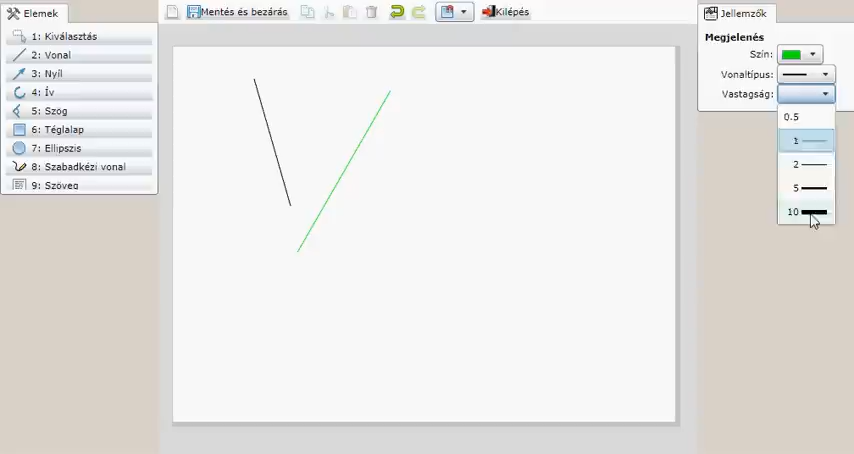 Elemek
1: Kiválasztás
2: Vonal
3: Nyíl
4: Ív
5: Szög
6: Téglalap
7: Ellipszis
8: Szabadkézi vonal
9: Szöveg
Mentés és bezárás
Kilépés
Jellemzők
Megjelenés
Szín:
Vonaltípus:
Vastagság:
0.5
1
2
5
10